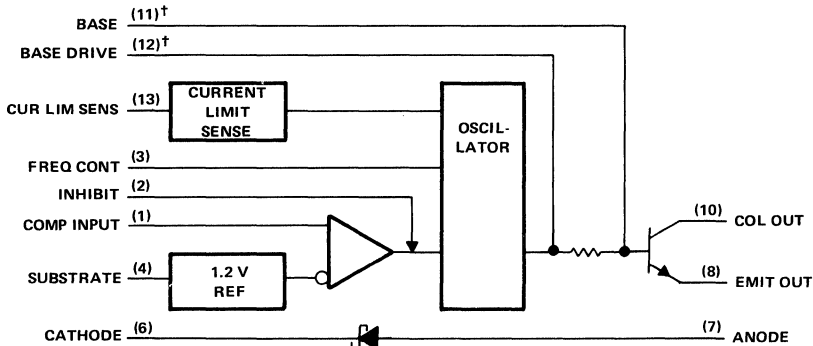 BASE (11)†
BASE DRIVE (12)†
CUR LIM SENS (13)
CURRENT
LIMIT
SENSE
OSCIL-
LATOR
FREQ CONT (3)
INHIBIT (2)
COMP INPUT (1)
SUBSTRATE (4)
1.2 V
REF
(10) COL OUT
(8) EMIT OUT
CATHODE (6)
(7) ANODE